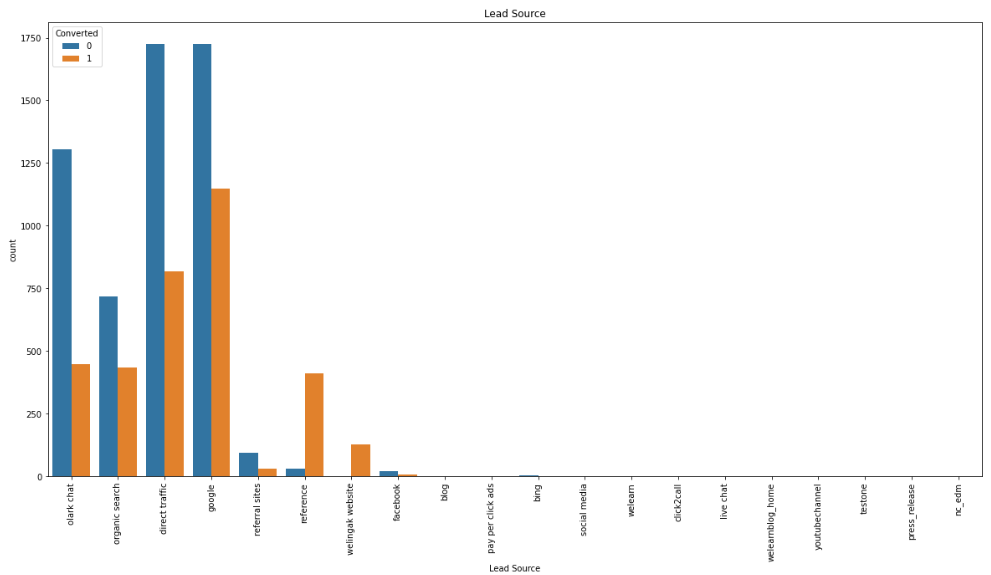 Lead Source
Converted
0
1
1750
1500
1250
1000
750
500
250
0
count
olark chat
organic search
direct traffic
google
referral sites
reference
welingak website
facebook
blog
pay per click ads
bing
social media
welearn
click2call
live chat
welearnblog_home
youtubechannel
testone
press_release
nc_edm
Lead Source